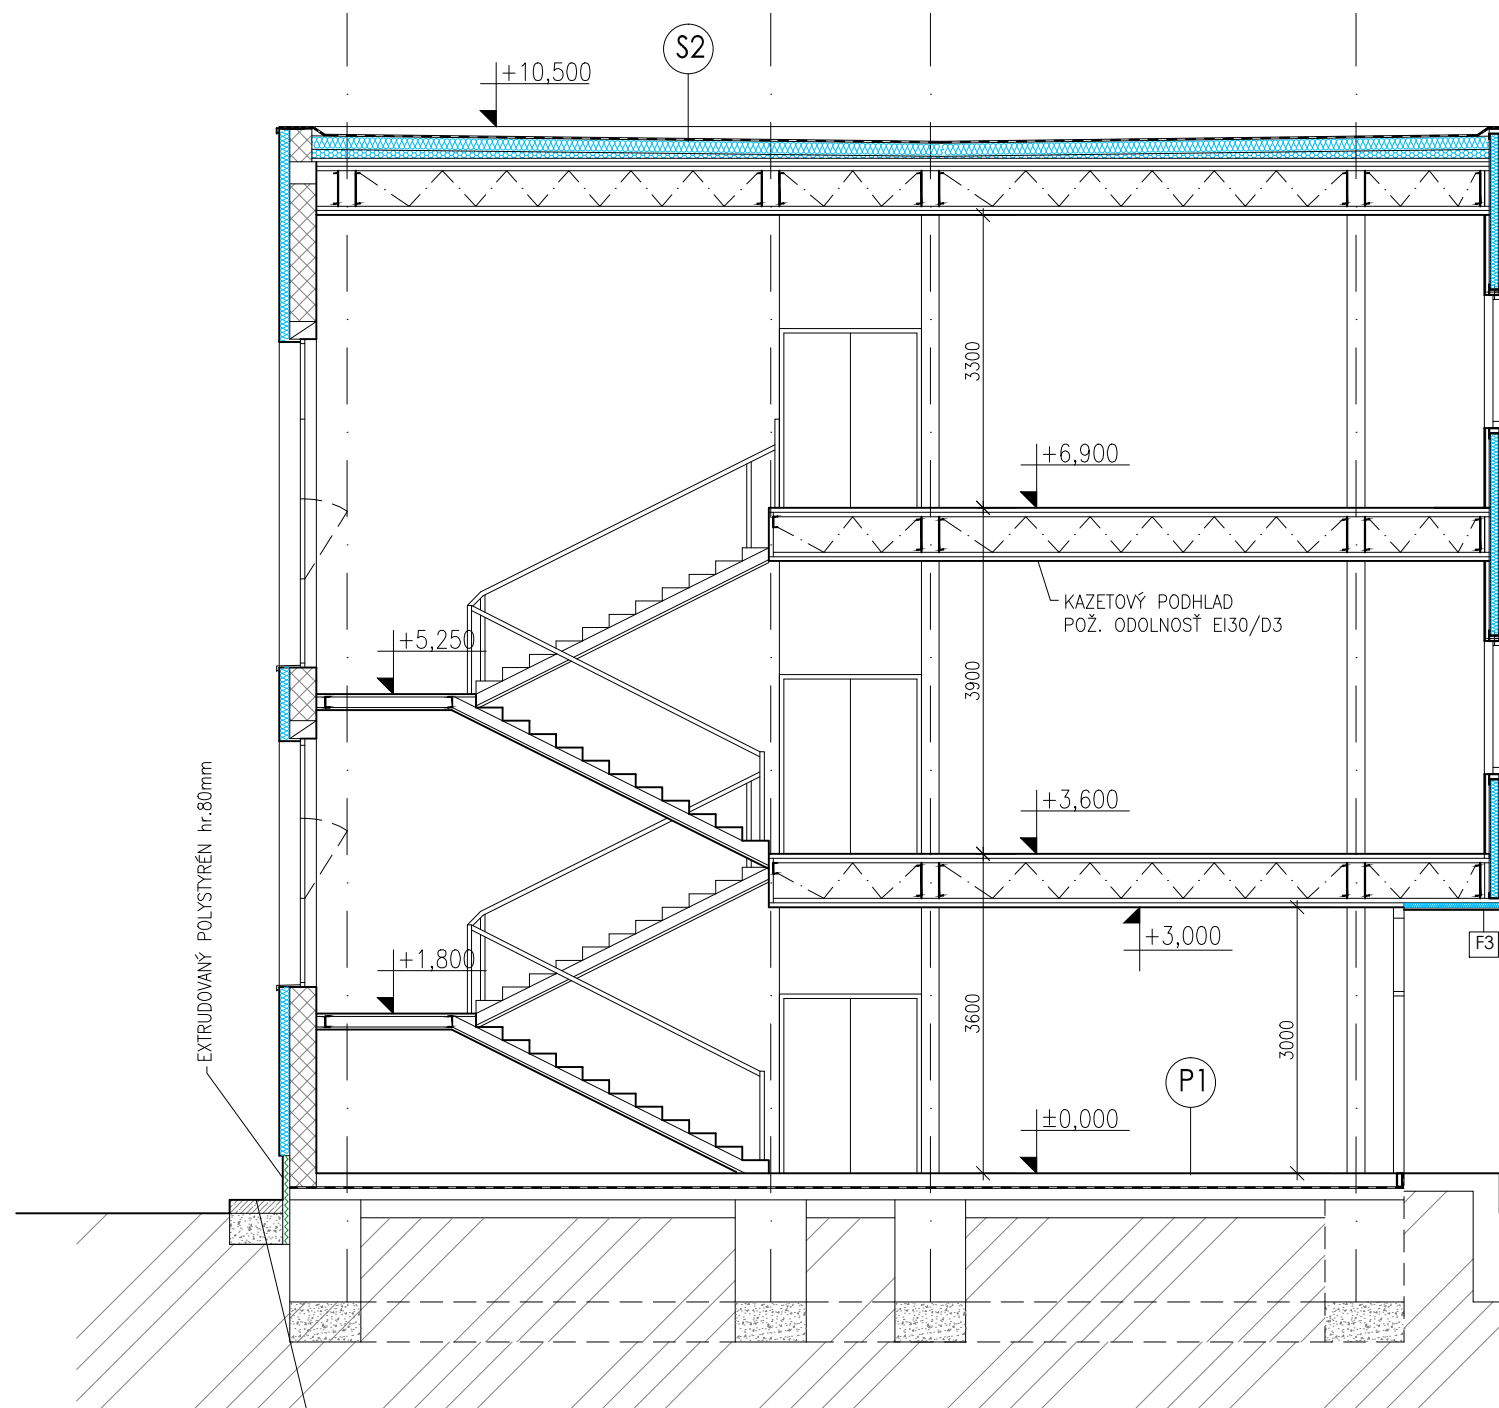 S2
+10,500
3300
+6,900
KAZETOVÝ PODHLAD
POŽ. ODOLNOSŤ EI30/D3
+5,250
3900
EXTRUDOVANÝ POLYSTYRÉN hr.80mm
+3,600
+3,000
F3
+1,800
3600
3000
P1
±0,000